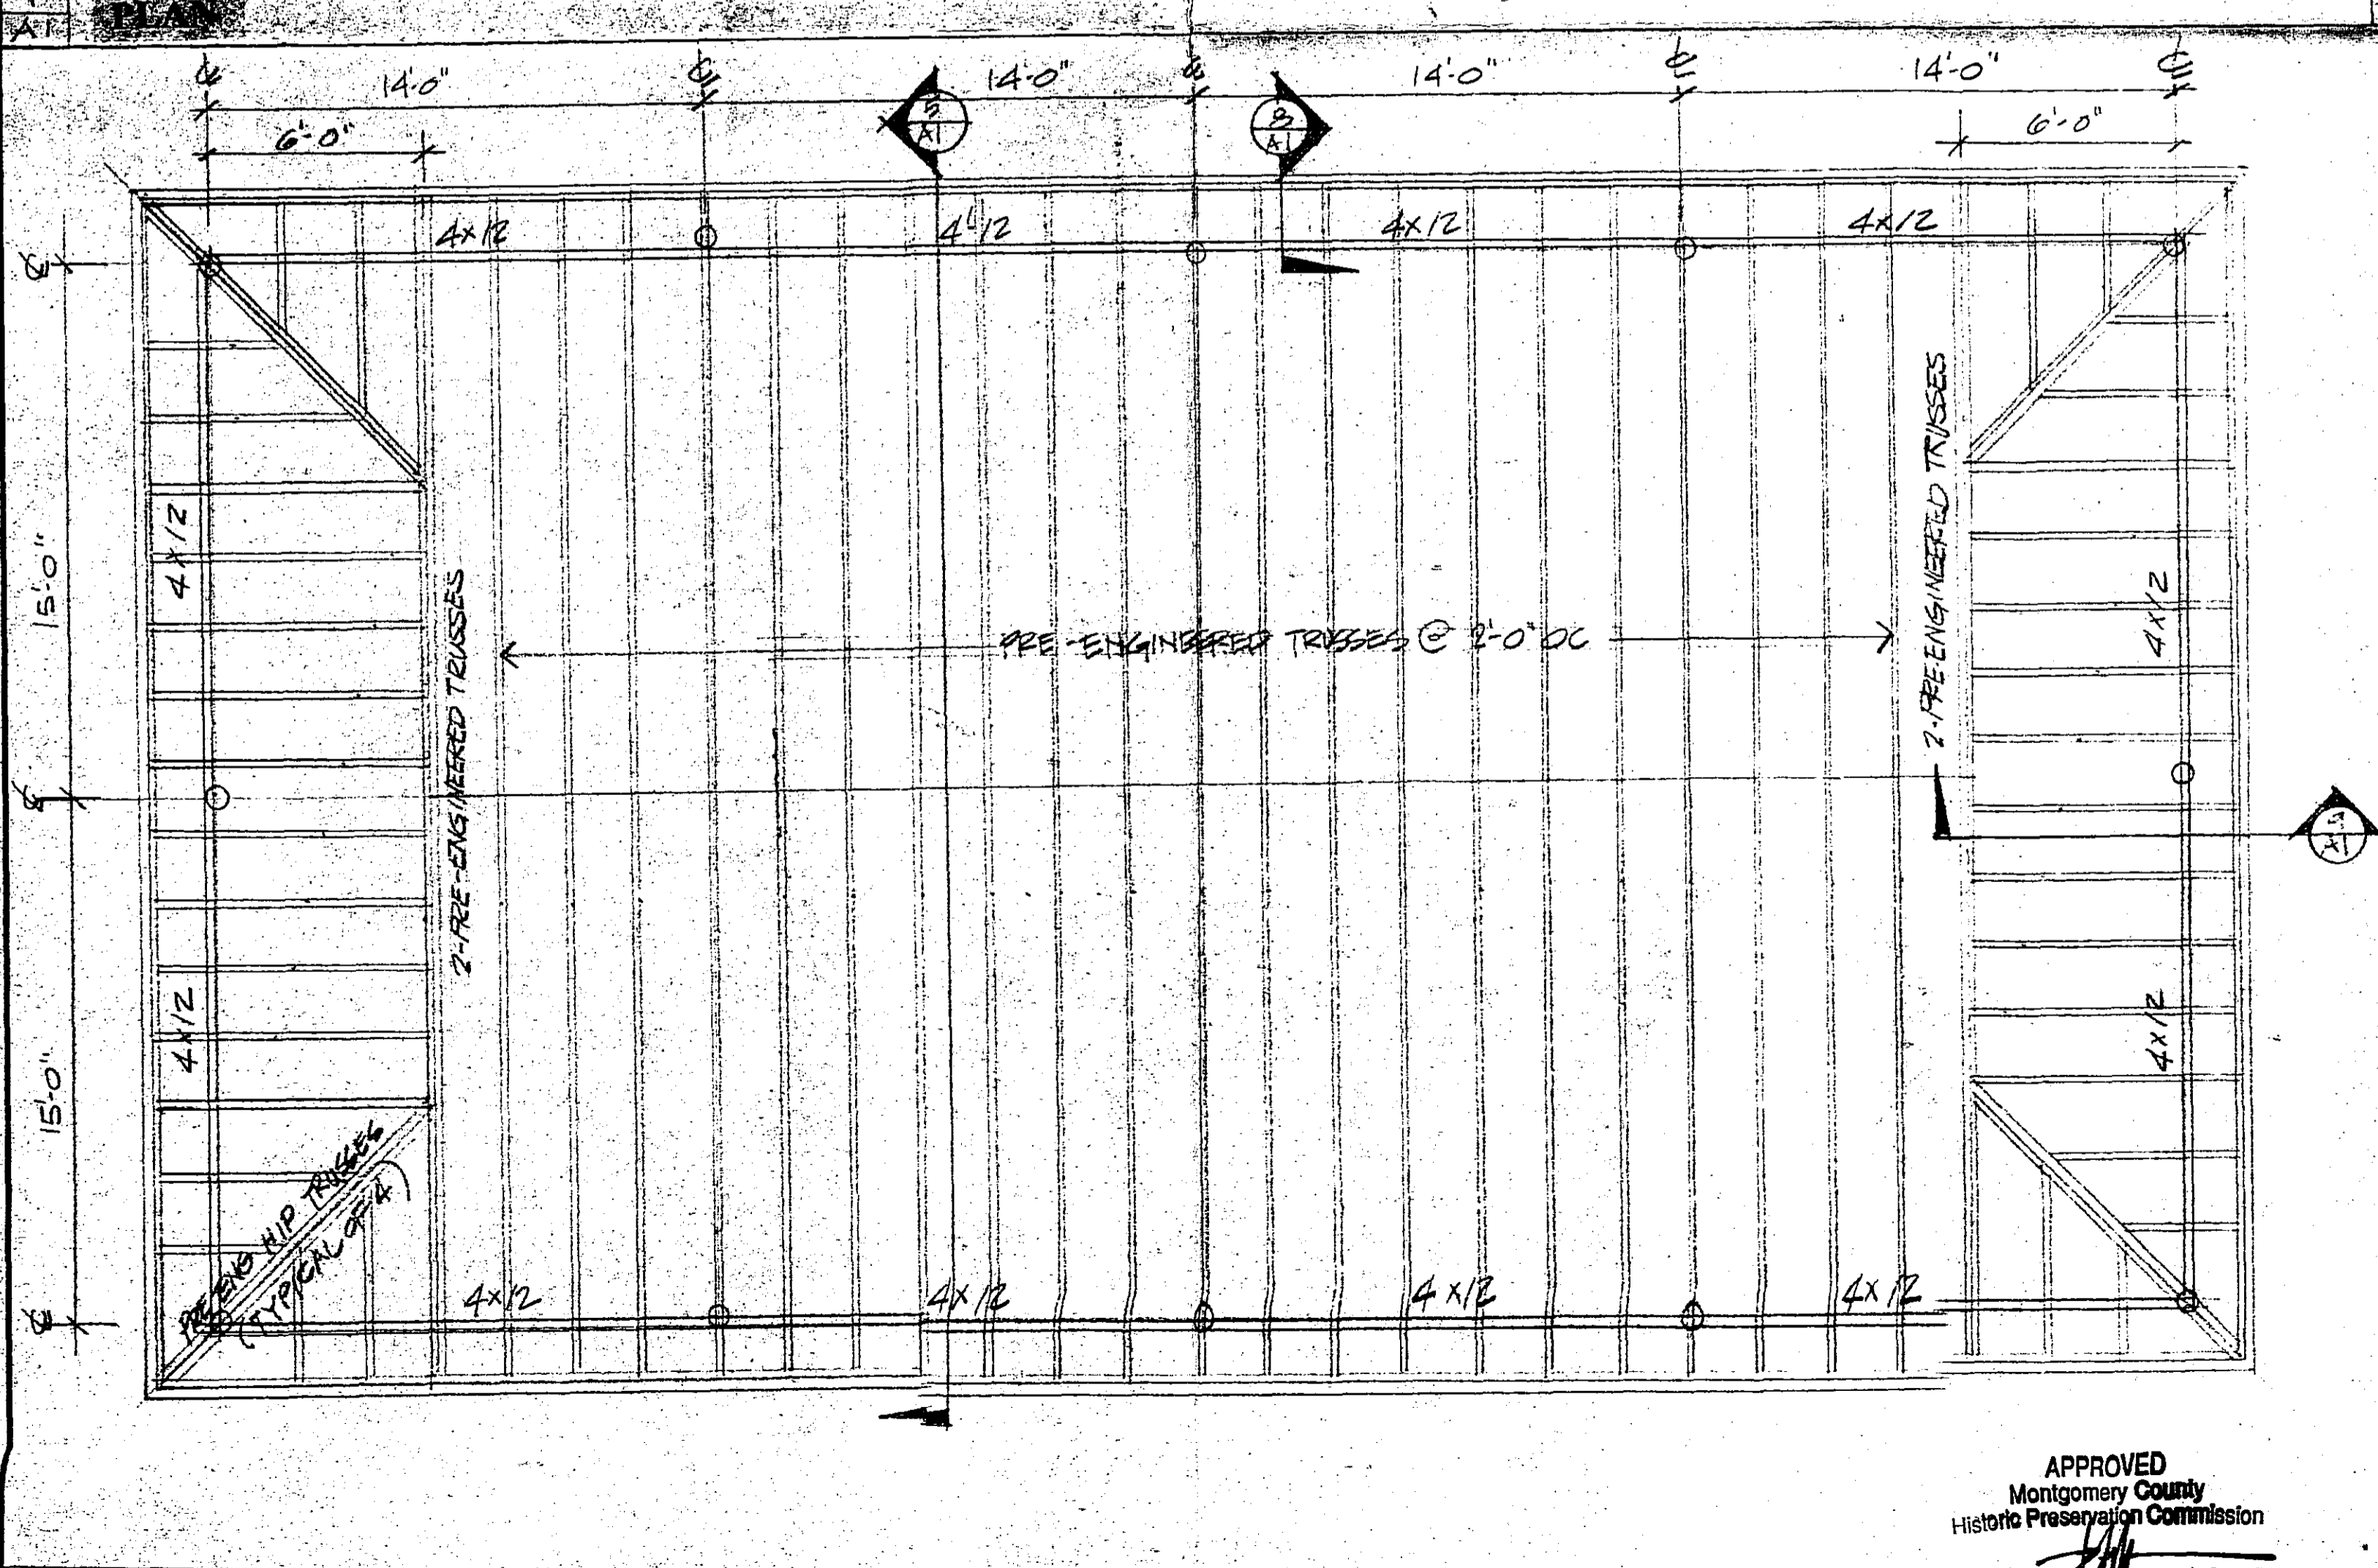 A1 PLAN
14'-0" 14'-0" 14'-0" 14'-0"
6'-0" 6'-0"
5
A1
8
A1
4x12 4'12 4x12 4x12
15'-0"
4x12
2-PRE-ENGINEERED TRUSSES
PRE-ENGINEERED TRUSSES @ 2'-0" OC
2-PRE-ENGINEERED TRUSSES
4x12
A1
15'-0"
4x12
4x12
PRE-ENG HIP TRUSSES
(TYPICAL OF 4)
4x12 4x12 4x12 4x12
APPROVED
Montgomery County
Historic Preservation Commission